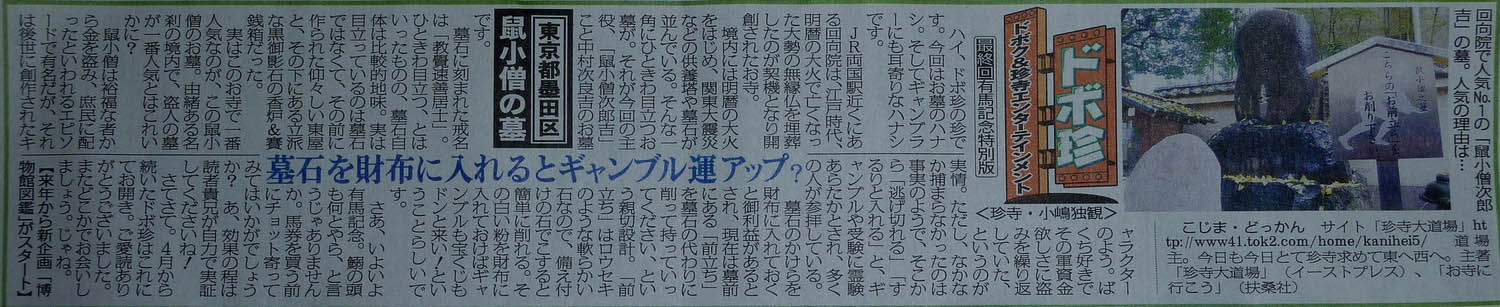 回向院で人気No.1の「鼠小僧次郎
吉」の墓。人気の理由は…
鼠小僧之墓
こちらの「お前立ち」を
お削り下さい
ドボ珍
ドボク&珍寺エンターテインメント
最終回有馬記念特別版
ハイ、ドボ珍の珍で
す。今回はお墓のハナ
シ。そしてギャンブラ
ーにも耳寄りなハナシ
JR両国駅近くにあ
る回向院は、江戸時代、
明暦の大火で亡くなっ
た大勢の無縁仏を埋葬
したのが契機となり開
創されたお寺。
境内には明暦の大火
をはじめ、関東大震災
などの供養塔や墓石が
並んでいる。その一
角にひときわ目立つお
墓が。それが今回の主
役、「鼠小僧次郎吉」
こと中村次良吉のお墓
です。
東京都墨田区
鼠小僧の墓
墓石に刻まれた戒名
は「教覚速善居士」。
ひときわ目立つ、とか
いったものの、墓石自
体は比較的地味。実は
目立っているのは墓石
ではなくて、その前に
作られた仰々しい東屋
と、その下にある立派
な黒御影石の香炉&賽
銭箱だった。
実はこのお寺で一番
人気なのが、この鼠小
僧のお墓。由緒ある名
刹の境内で、盗人の墓
が一番人気とはこれい
かに。
鼠小僧は裕福な者か
ら金を盗み、庶民に配
ったといわれるエピソ
ードで有名だが、それ
は後世に創作されたキ
墓石を財布に入れるとギャンブル運アップ?
<珍寺・小嶋独観>
ャラクター
のよう。ば
くち好きで
その軍資金
欲しさに盗
みを繰り返
していた、
というのが
実情。ただし、なかなか
か捕まらなかったのは
事実のようで、「そこか
ら「逃げ切れる」「す
るりと入れる」と、ギ
ャンブルや受験に霊験
あらたかとされ、多く
の人が参拝している。
墓石のかけらを
財布に入れておく
と御利益があると
され、現在は墓前
にある「前立ち」
を墓石の代わりに
削って持っていっ
てください、とい
う親切設計。「前
立ち」はロウセキ
のような軟らかい
石なので、備え付
けの石でこすると
簡単に削れる。そ
の白い粉を財布に
入れておけばギャ
ンブルも宝くじも
ドンと来い!とい
うことらしいで
す。
さあ、いよいよ
有馬記念。鰯の頭
も何とやら、と言
うじゃありません
か。馬券を買う前
にチョット寄って
みてはいかがでしょう
か? あ、効果の程は
読者貴兄が自力で実証
してくださいね!
さてさて。4月から
続いたドボ珍はこれに
てお開き。ご愛読あり
がとうございました。
またどこかでお会いし
ましょう。じゃね。
【来年から新企画「博
物館図鑑」がスタート】
こじま・どっかん サイト「珍寺大道場」ht
tp://www41.tok2.com/home/kanihei5/ 道場
主。今日も今日とて珍寺求めて東へ西へ。主著
「珍寺大道場」(イーストプレス)、「お寺に
行こう」(扶桑社)